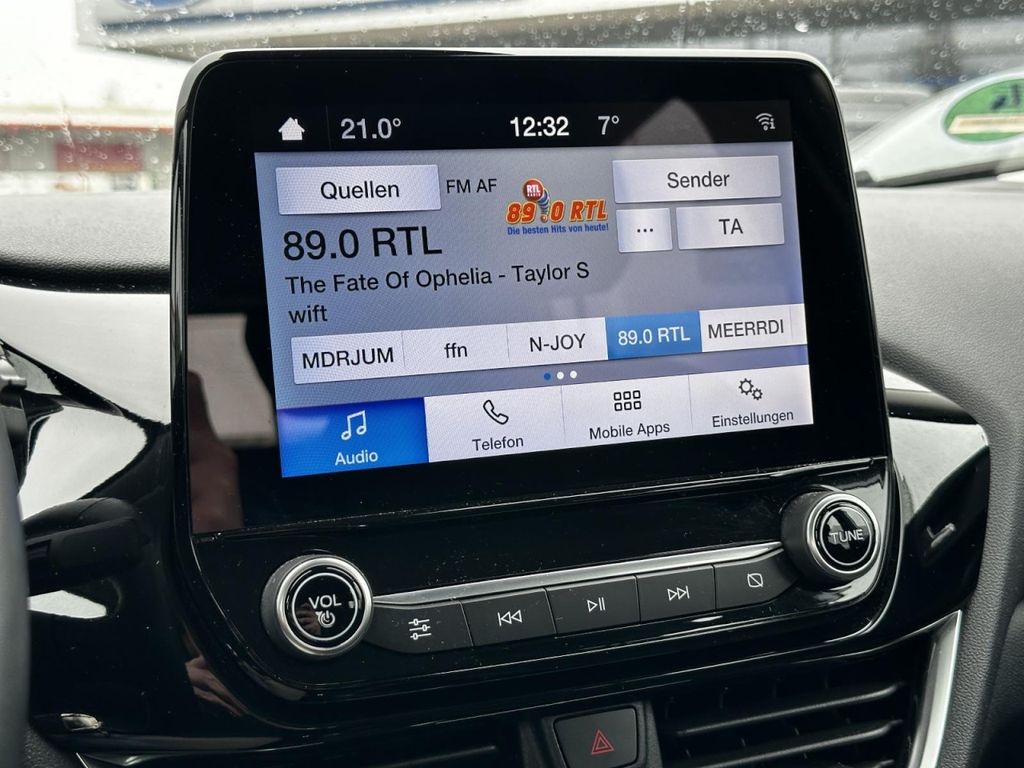 21.0° 12:32 7°
Quellen FM AF Sender
RTL
89.0 RTL
Die besten Hits von heute!
... TA
89.0 RTL
The Fate Of Ophelia - Taylor S
wift
MDRJUM ffn N-JOY 89.0 RTL MEERRDI
Audio Telefon Mobile Apps Einstellungen
VOL TUNE